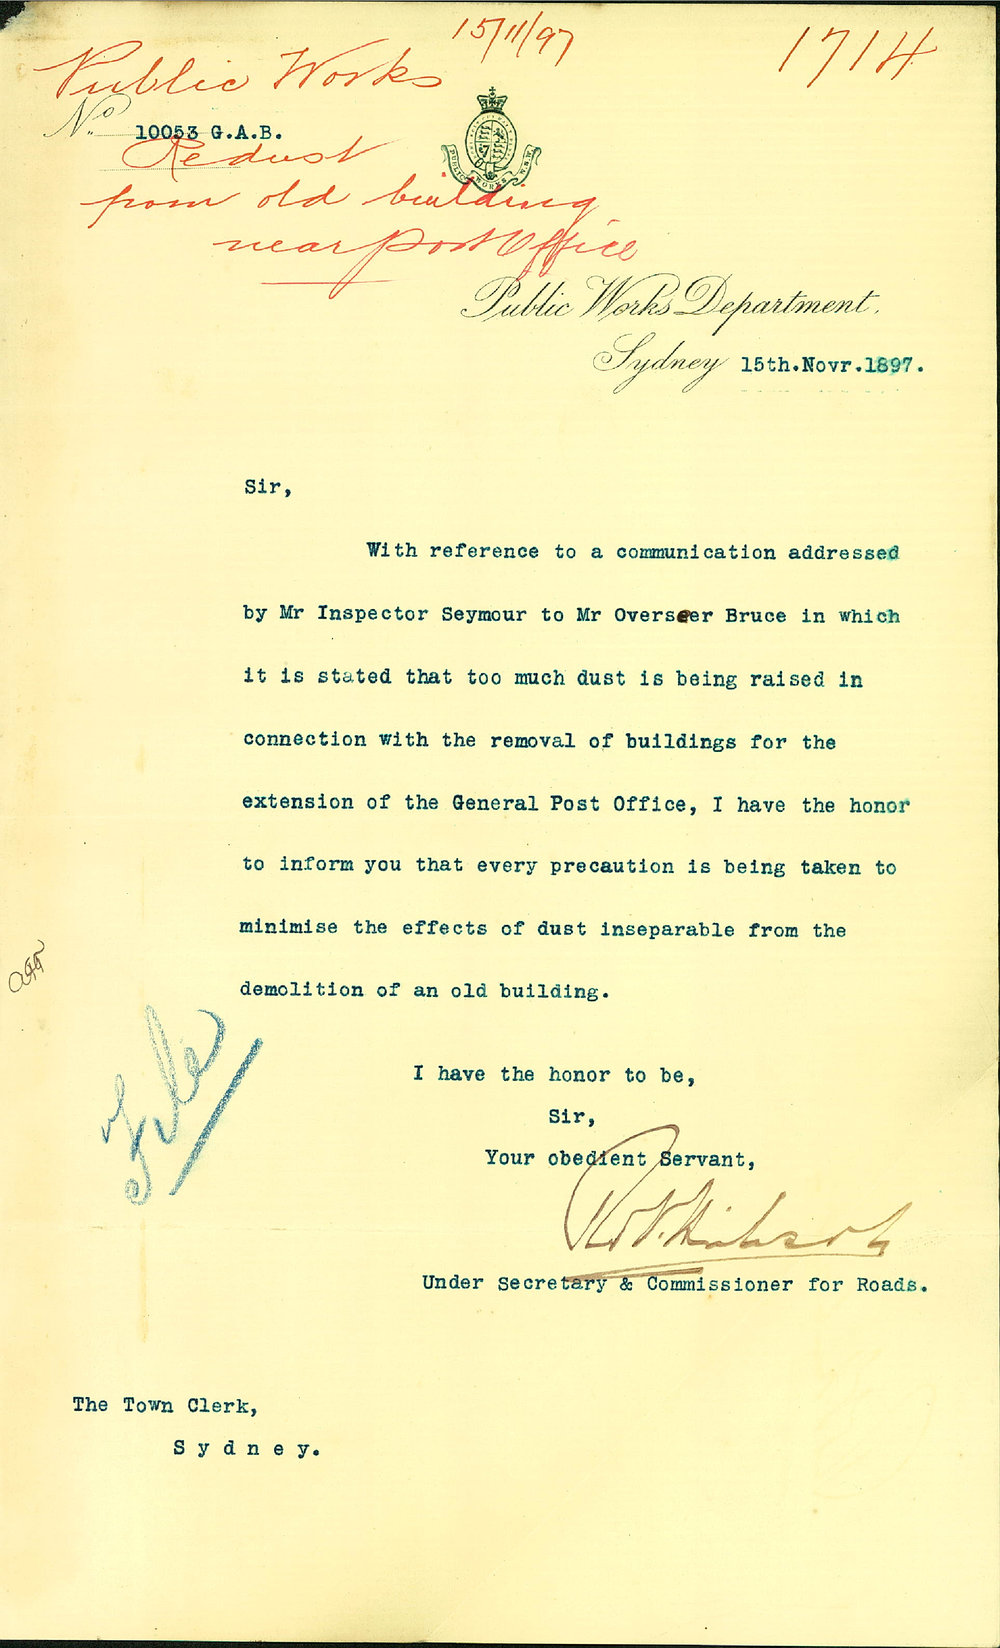 15/11/97
1714
Public Works
No. 10053 G.A.B.
Re dust
from old building
near post Office
PUBLIC WORKS N.S.W.
Public Works Department.
Sydney 15th.Novr.1897.
Sir,
With reference to a communication addressed
by Mr Inspector Seymour to Mr Overseer Bruce in which
it is stated that too much dust is being raised in
connection with the removal of buildings for the
extension of the General Post Office, I have the honor
to inform you that every precaution is being taken to
minimise the effects of dust inseparable from the
demolition of an old building.
File
I have the honor to be,
Sir,
Your obedient Servant,
Under Secretary & Commissioner for Roads.
The Town Clerk,
Sydney.